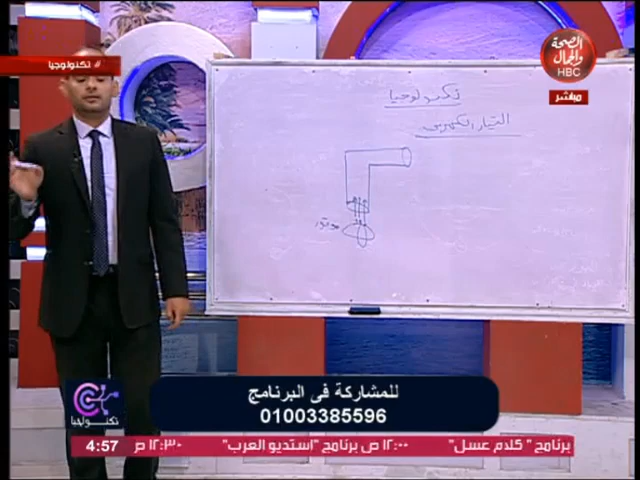 الصحة
والجمال
HBC
مباشر
#تكنولوجيا
تكنولوجيا
التيار الكهربى
للمشاركة فى البرنامج
01003385596
تكنولوجيا
4:57
برنامج "كلام عسل" ١٢:٠٠ ص برنامج "استديو العرب" ١٢:٣٠ م